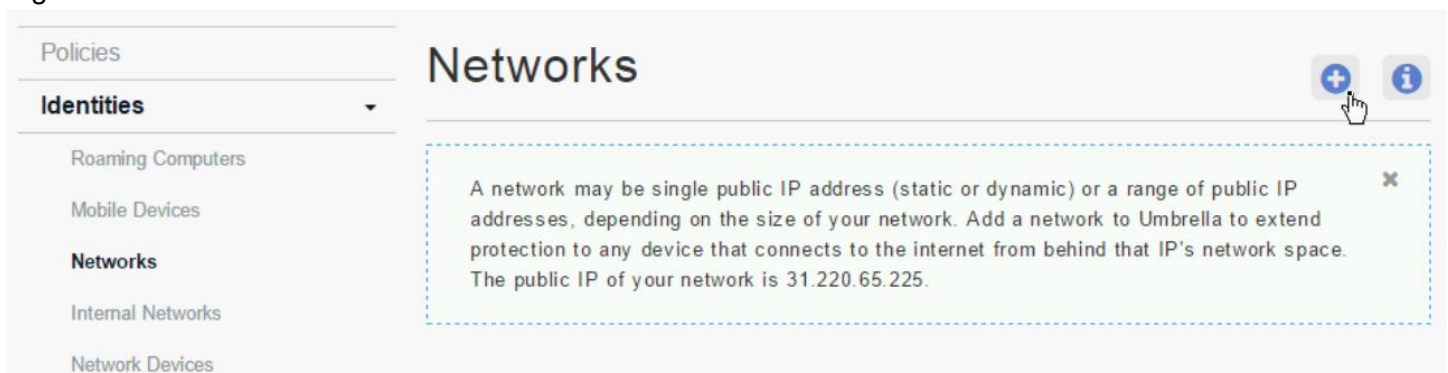 Policies
Identities
Roaming Computers
Mobile Devices
Networks
Internal Networks
Network Devices
Networks
A network may be single public IP address (static or dynamic) or a range of public IP
addresses, depending on the size of your network. Add a network to Umbrella to extend
protection to any device that connects to the internet from behind that IP's network space.
The public IP of your network is 31.220.65.225.